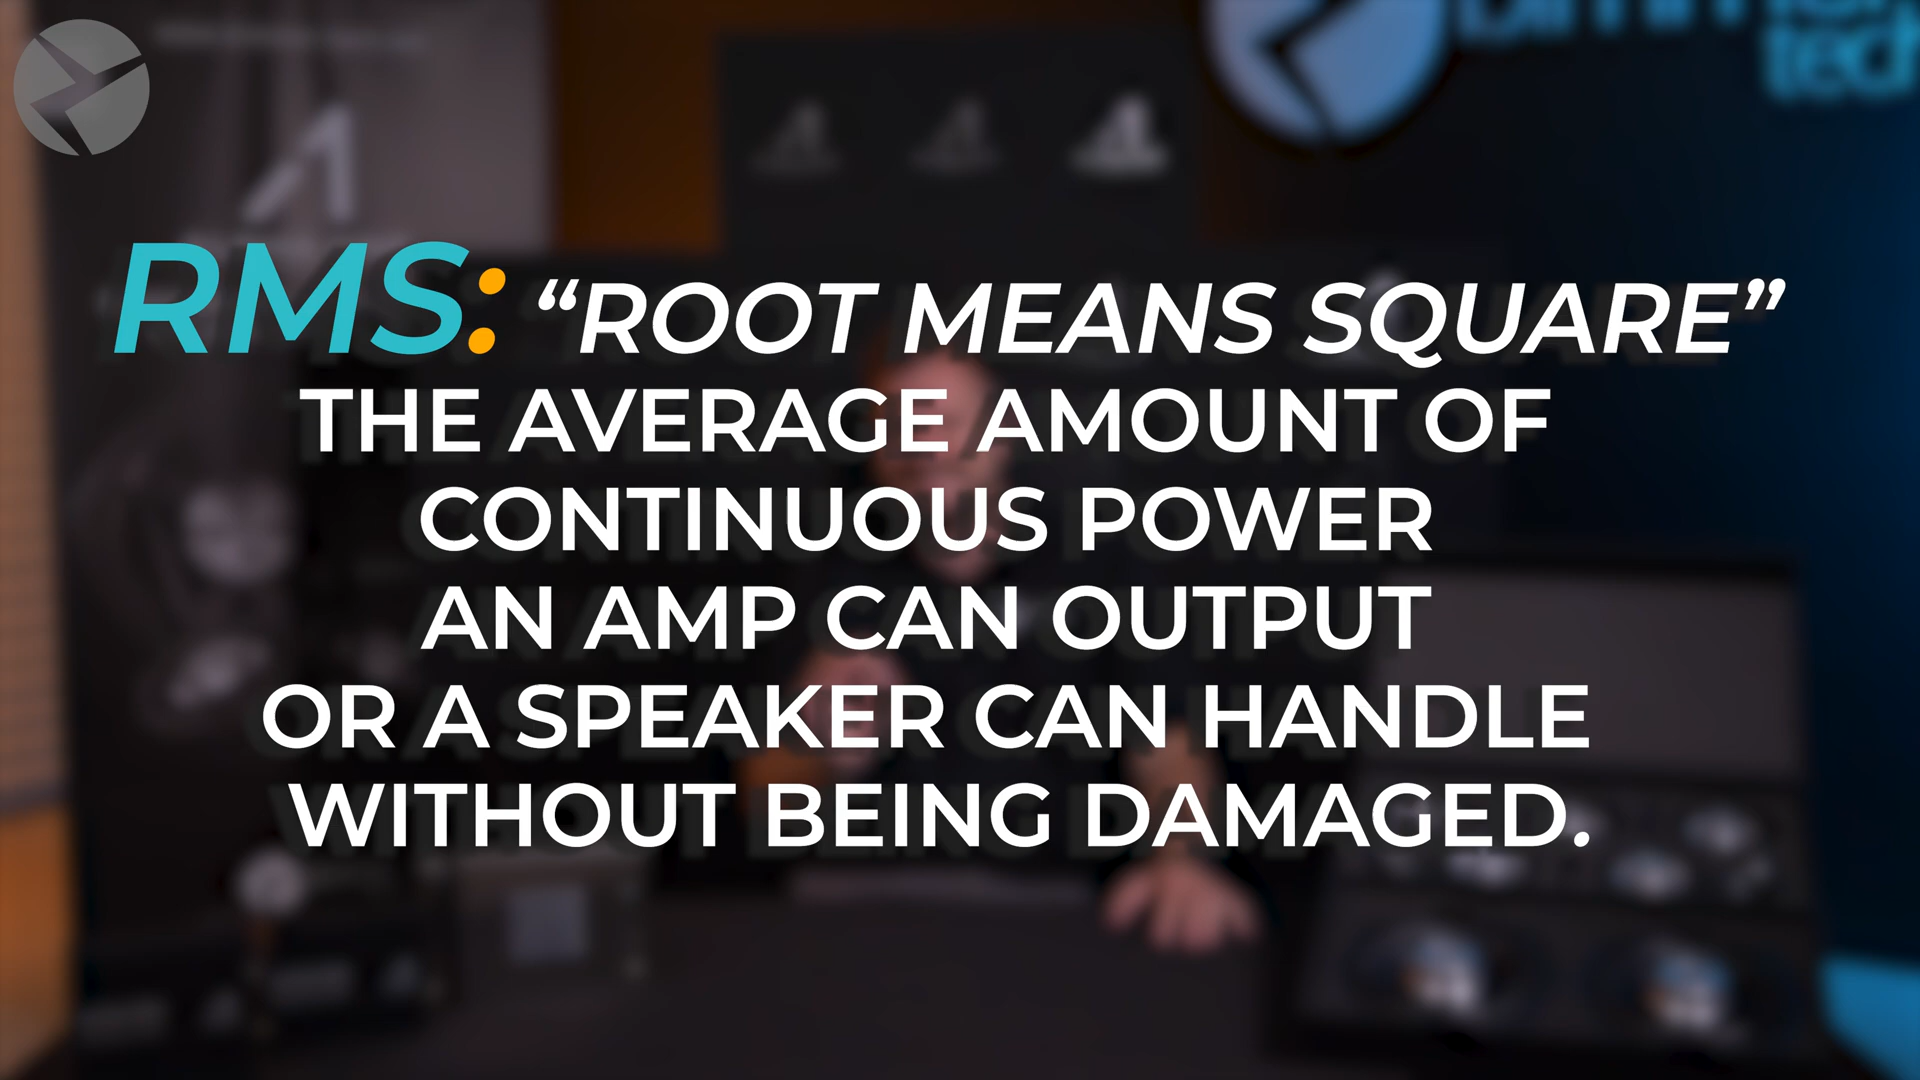 RMS: “ROOT MEANS SQUARE”
THE AVERAGE AMOUNT OF
CONTINUOUS POWER
AN AMP CAN OUTPUT
OR A SPEAKER CAN HANDLE
WITHOUT BEING DAMAGED.
tech